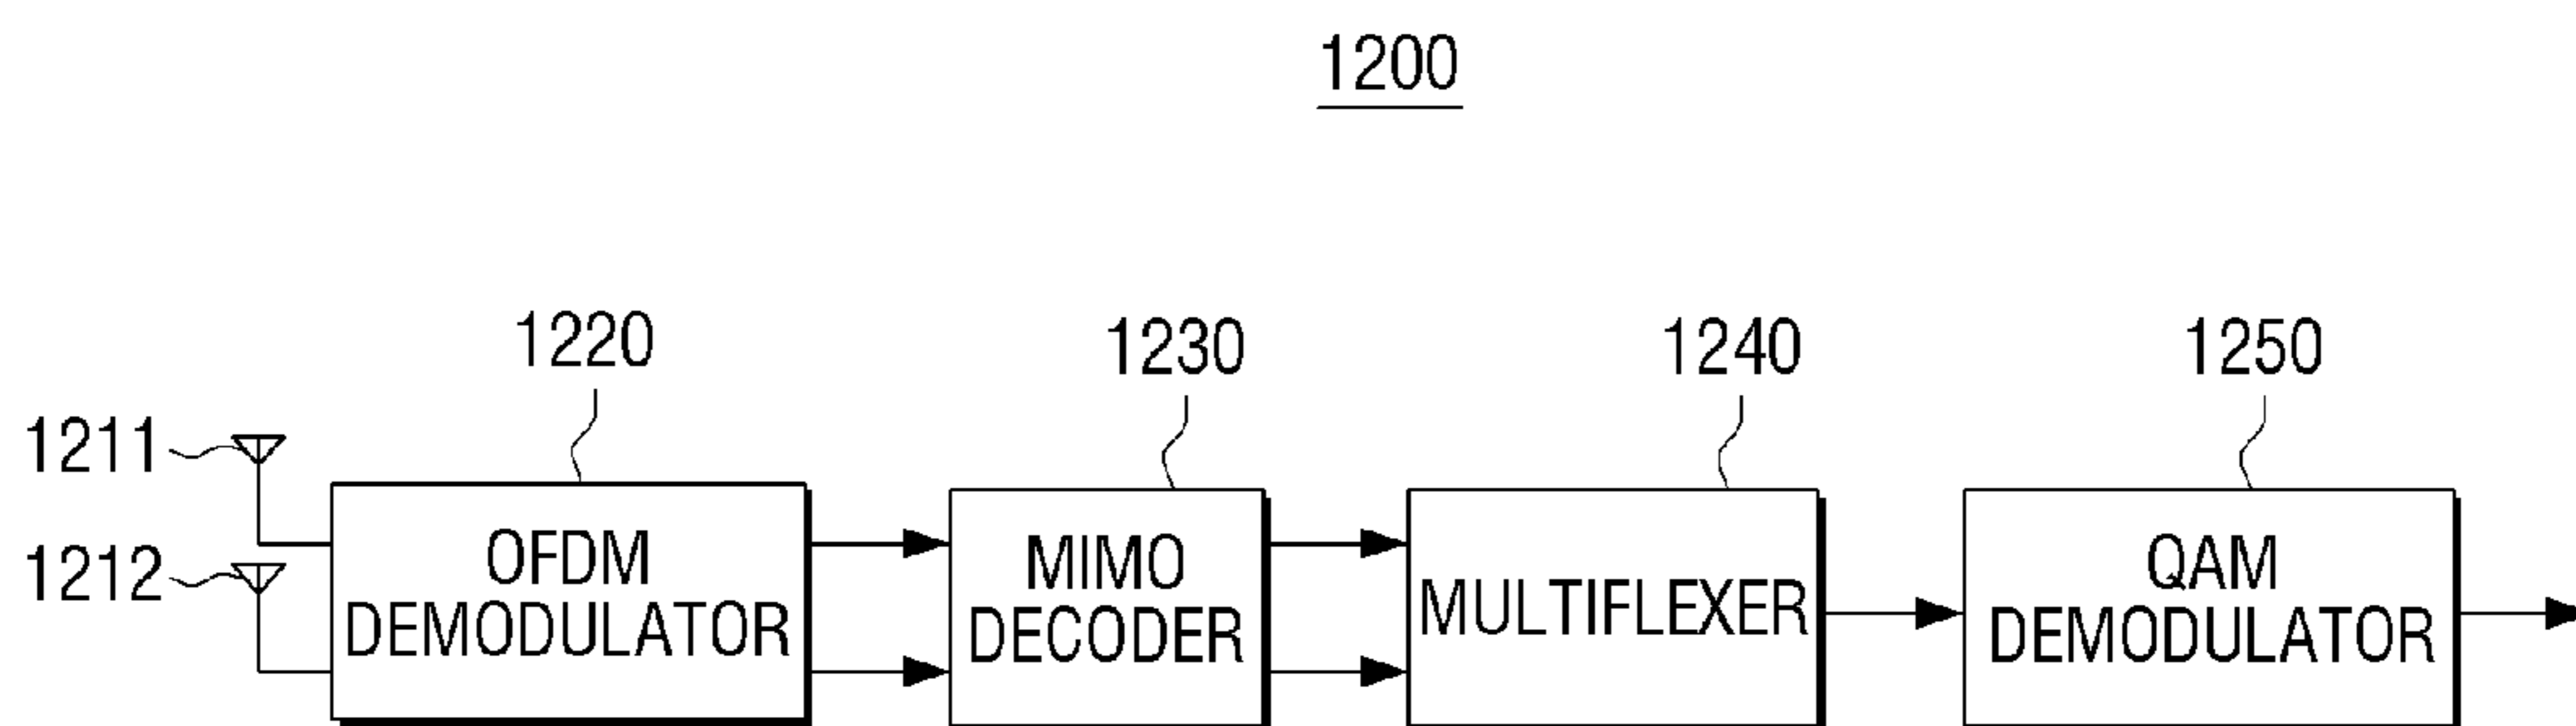 1200
1220
1230
1240
1250
1211
1212
OFDM
DEMODULATOR
MIMO
DECODER
MULTIFLEXER
QAM
DEMODULATOR